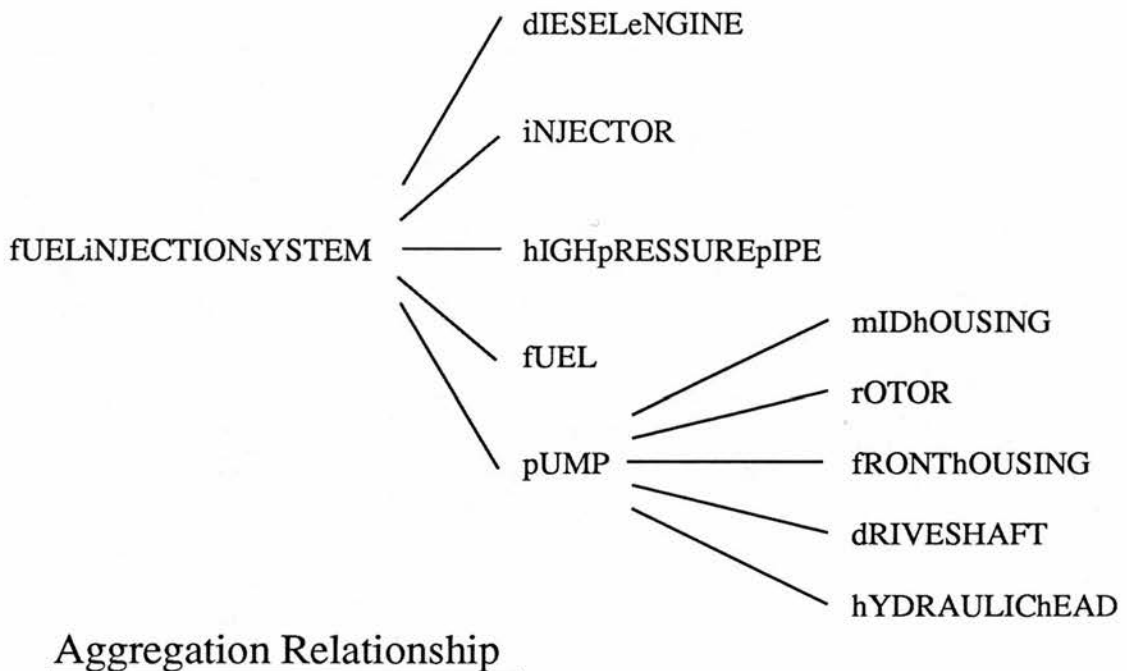 dIESELeNGINE
iNJECTOR
fUELiNJECTIONsYSTEM
hIGHpRESSUREpIPE
mIDhOUSING
fUEL
rOTOR
pUMP
fRONThOUSING
dRIVESHAFT
hYDRAULIChEAD
Aggregation Relationship